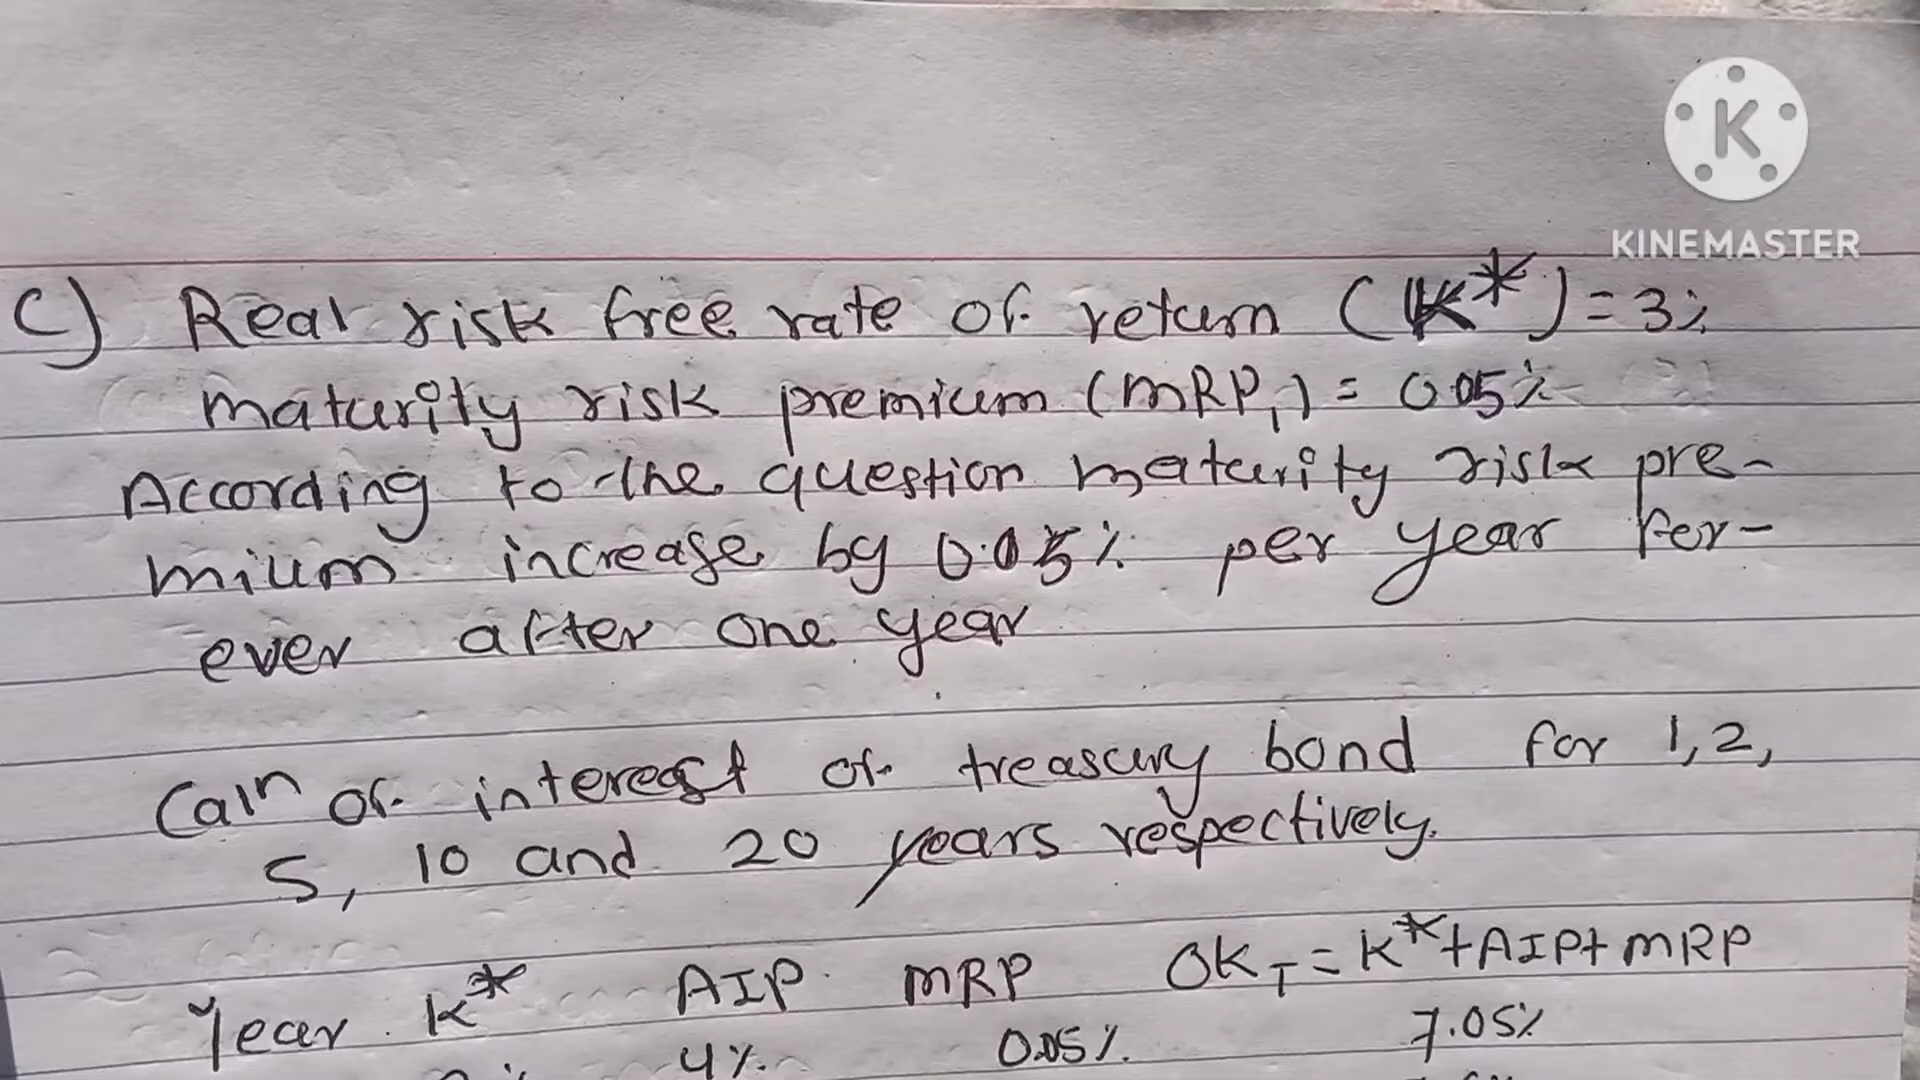 K
KINEMASTER
C) Real risk free rate of return (K*) = 3%
maturity risk premium (MRP1) = 0.05%
According to the question maturity risk pre-
mium increase by 0.05% per year for-
ever after one year
Caln of interest of treasury bond for 1, 2,
5, 10 and 20 years respectively.
Year K* AIP MRP OKT = K*+AIP+MRP
4% 0.05% 7.05%